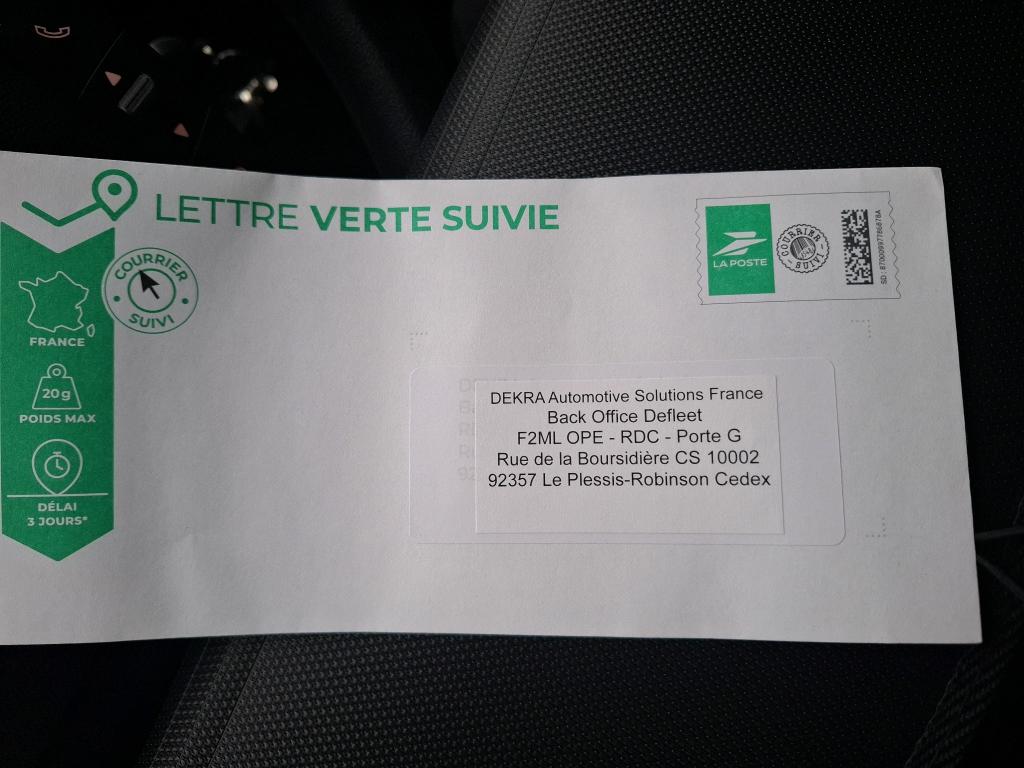 LETTRE VERTE SUIVIE
COURRIER
SUIVI
FRANCE
20g
POIDS MAX
DÉLAI
3 JOURS*
LA POSTE
COURRIER
SUIVI
DEKRA Automotive Solutions France
Back Office Defleet
F2ML OPE - RDC - Porte G
Rue de la Boursidière CS 10002
92357 Le Plessis-Robinson Cedex